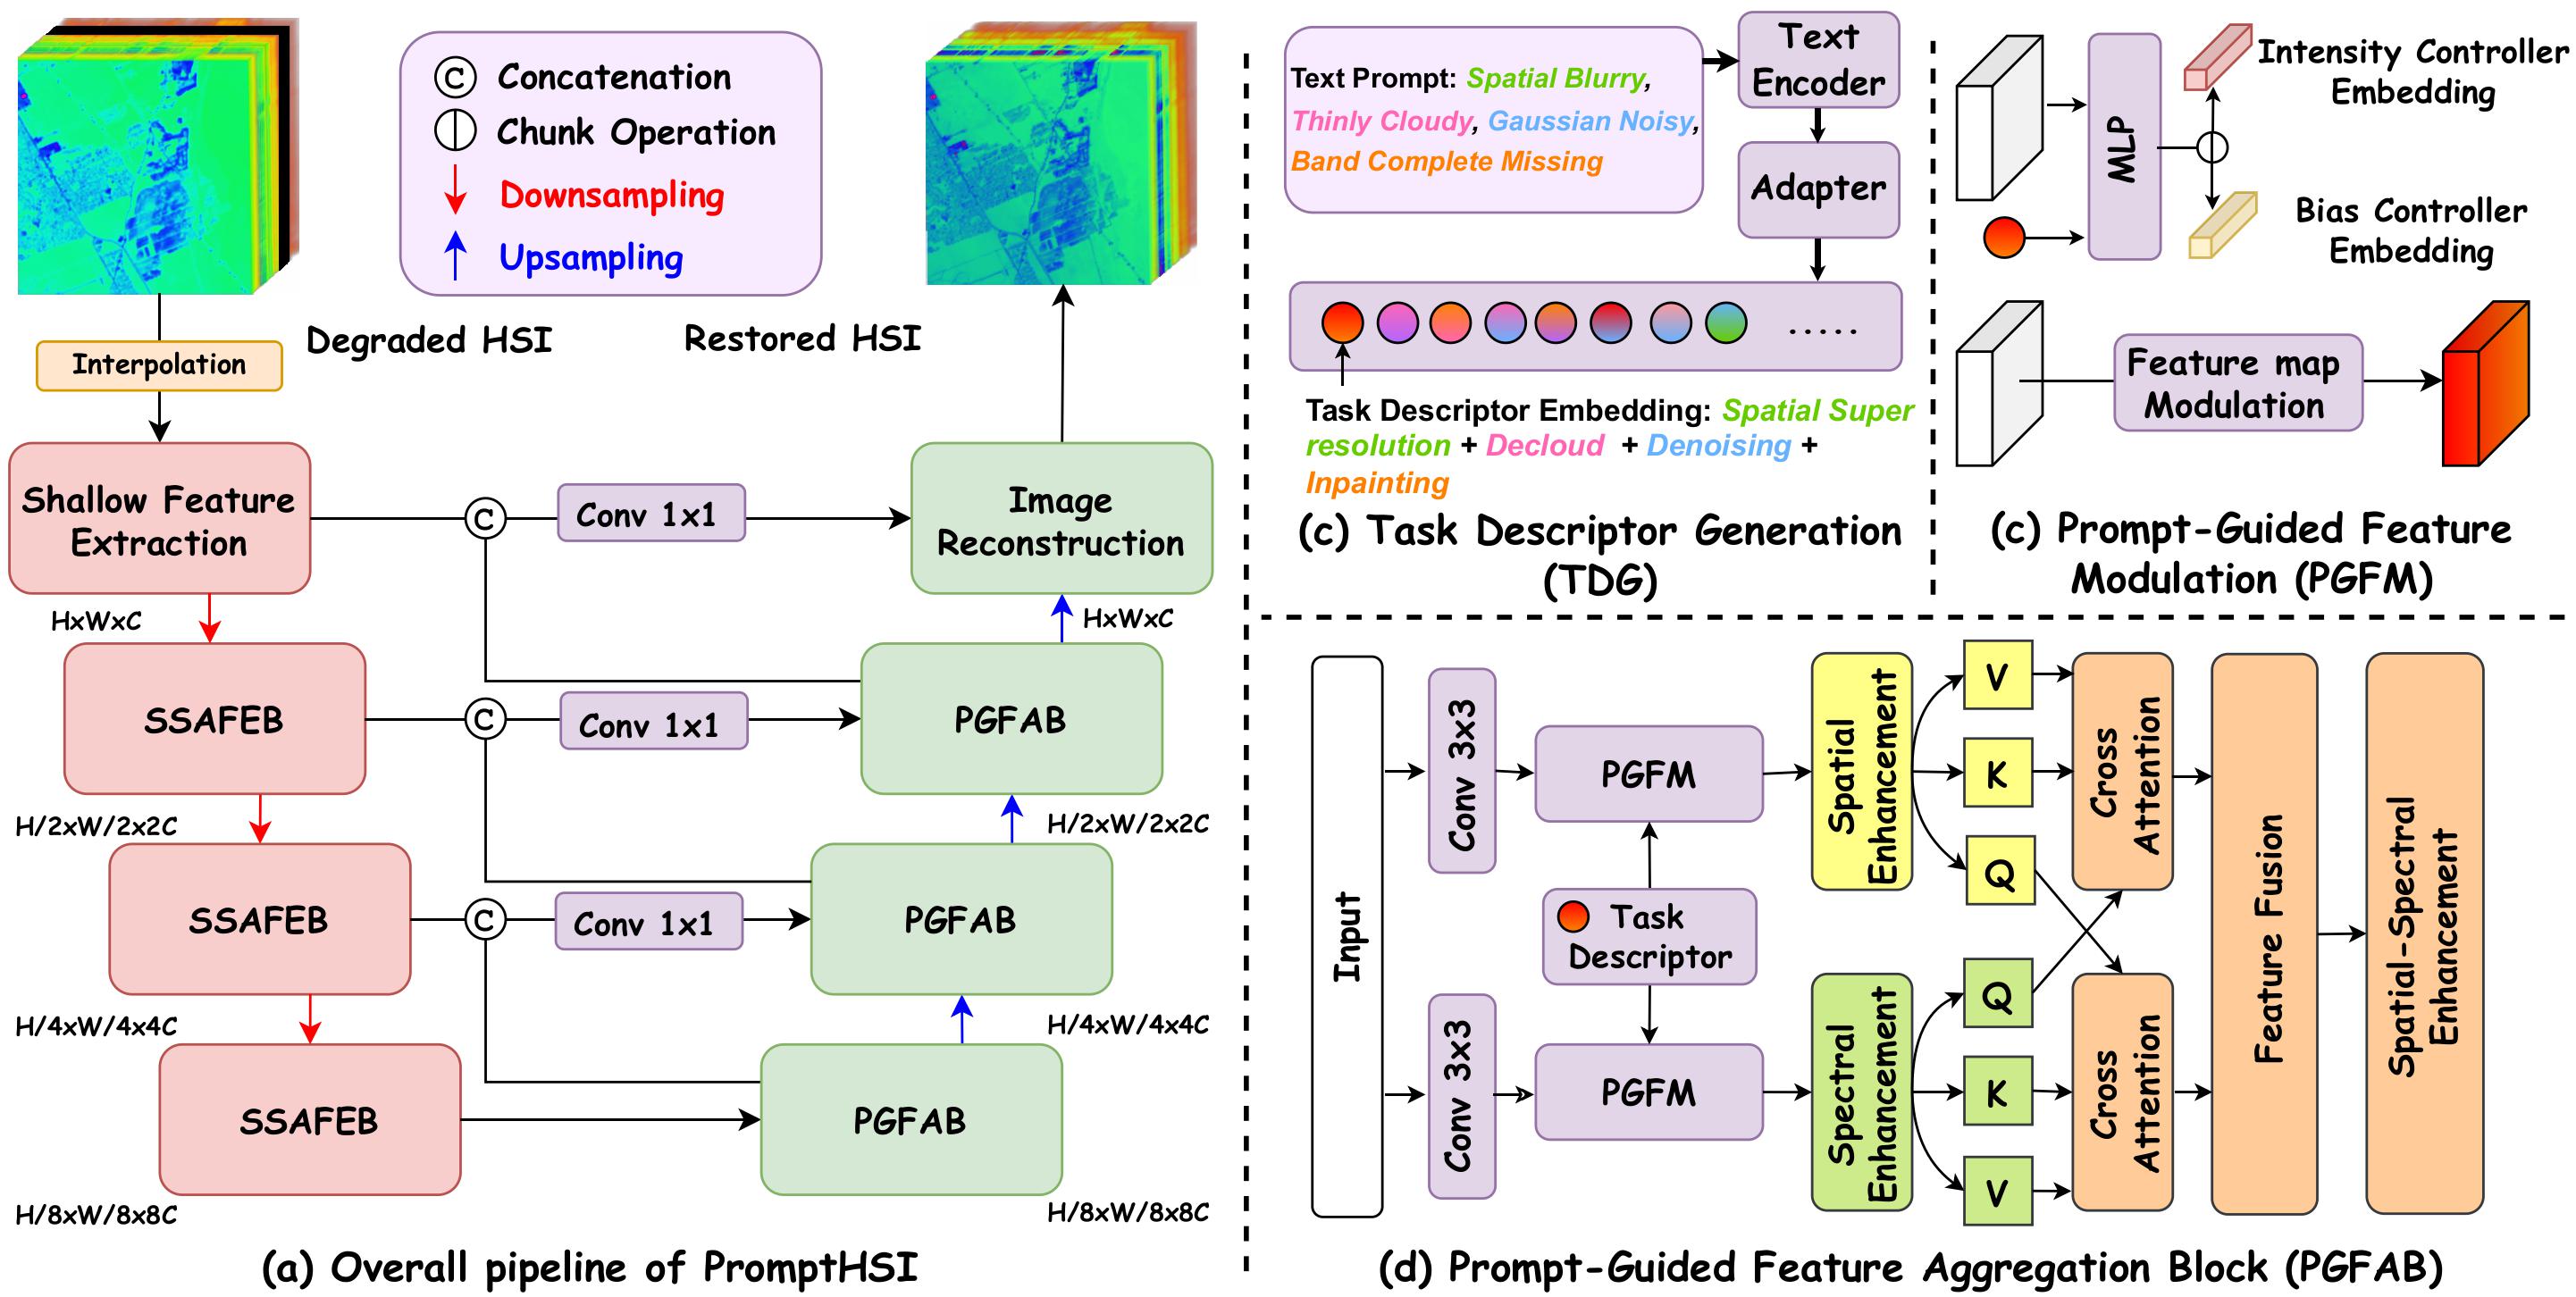 C Concatenation
Chunk Operation
Downsampling
Upsampling
Degraded HSI
Restored HSI
Interpolation
Shallow Feature
Extraction
C
Conv 1x1
Image
Reconstruction
HxWxC
HxWxC
SSAFEB
C
Conv 1x1
PGFAB
H/2xW/2x2C
H/2xW/2x2C
SSAFEB
C
Conv 1x1
PGFAB
H/4xW/4x4C
H/4xW/4x4C
SSAFEB
PGFAB
H/8xW/8x8C
H/8xW/8x8C
(a) Overall pipeline of PromptHSI
Text Prompt: Spatial Blurry,
Thinly Cloudy, Gaussian Noisy,
Band Complete Missing
Text
Encoder
Adapter
.....
Task Descriptor Embedding: Spatial Super
resolution + Decloud + Denoising +
Inpainting
(c) Task Descriptor Generation
(TDG)
MLP
Intensity Controller
Embedding
Bias Controller
Embedding
Feature map
Modulation
(c) Prompt-Guided Feature
Modulation (PGFM)
Input
Conv 3x3
PGFM
Spatial
Enhancement
V
K
Q
Cross
Attention
Task
Descriptor
Conv 3x3
PGFM
Spectral
Enhancement
Q
K
V
Cross
Attention
Feature Fusion
Spatial-Spectral
Enhancement
(d) Prompt-Guided Feature Aggregation Block (PGFAB)